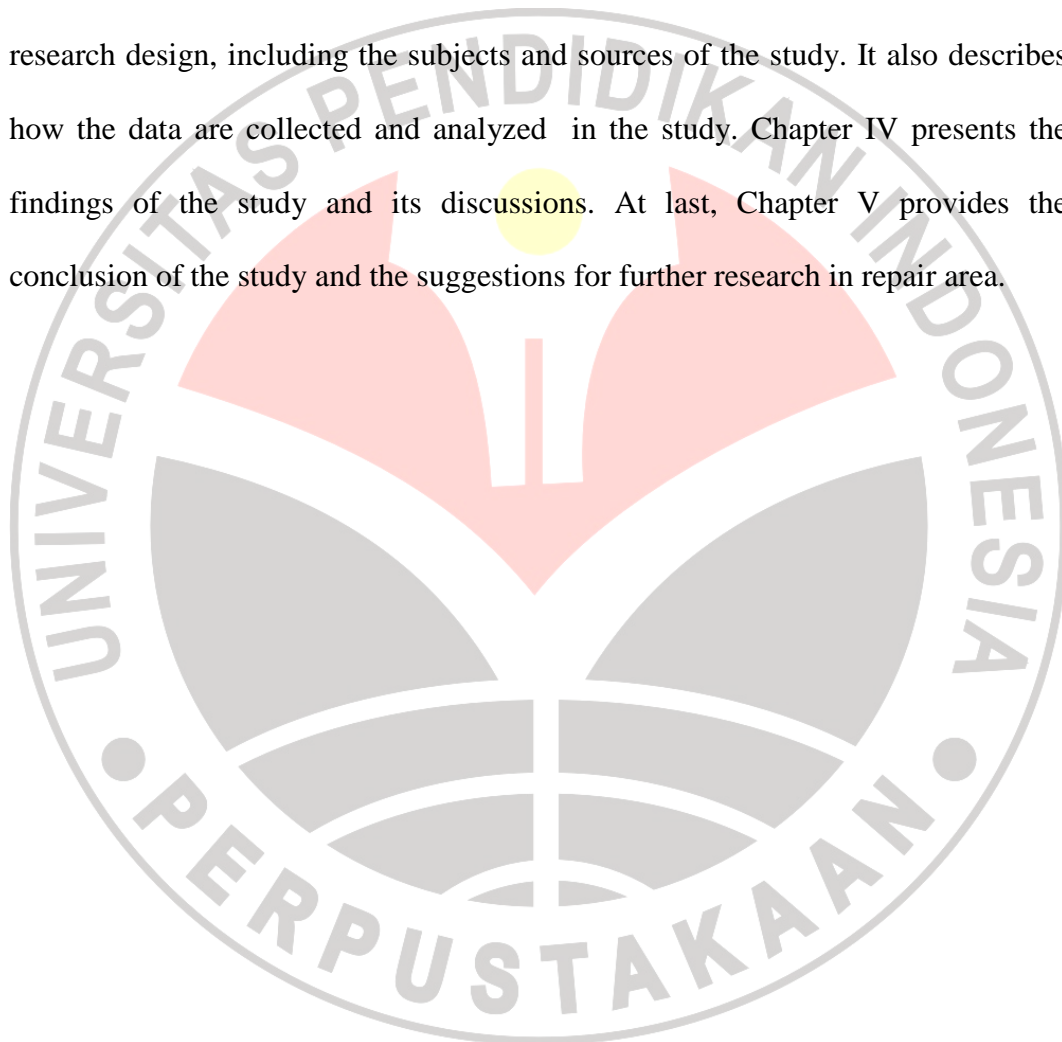 research design, including the subjects and sources of the study. It also describes
how the data are collected and analyzed in the study. Chapter IV presents the
findings of the study and its discussions. At last, Chapter V provides the
conclusion of the study and the suggestions for further research in repair area.
UNIVERSITAS PENDIDIKAN INDONESIA
PERPUSTAKAAN